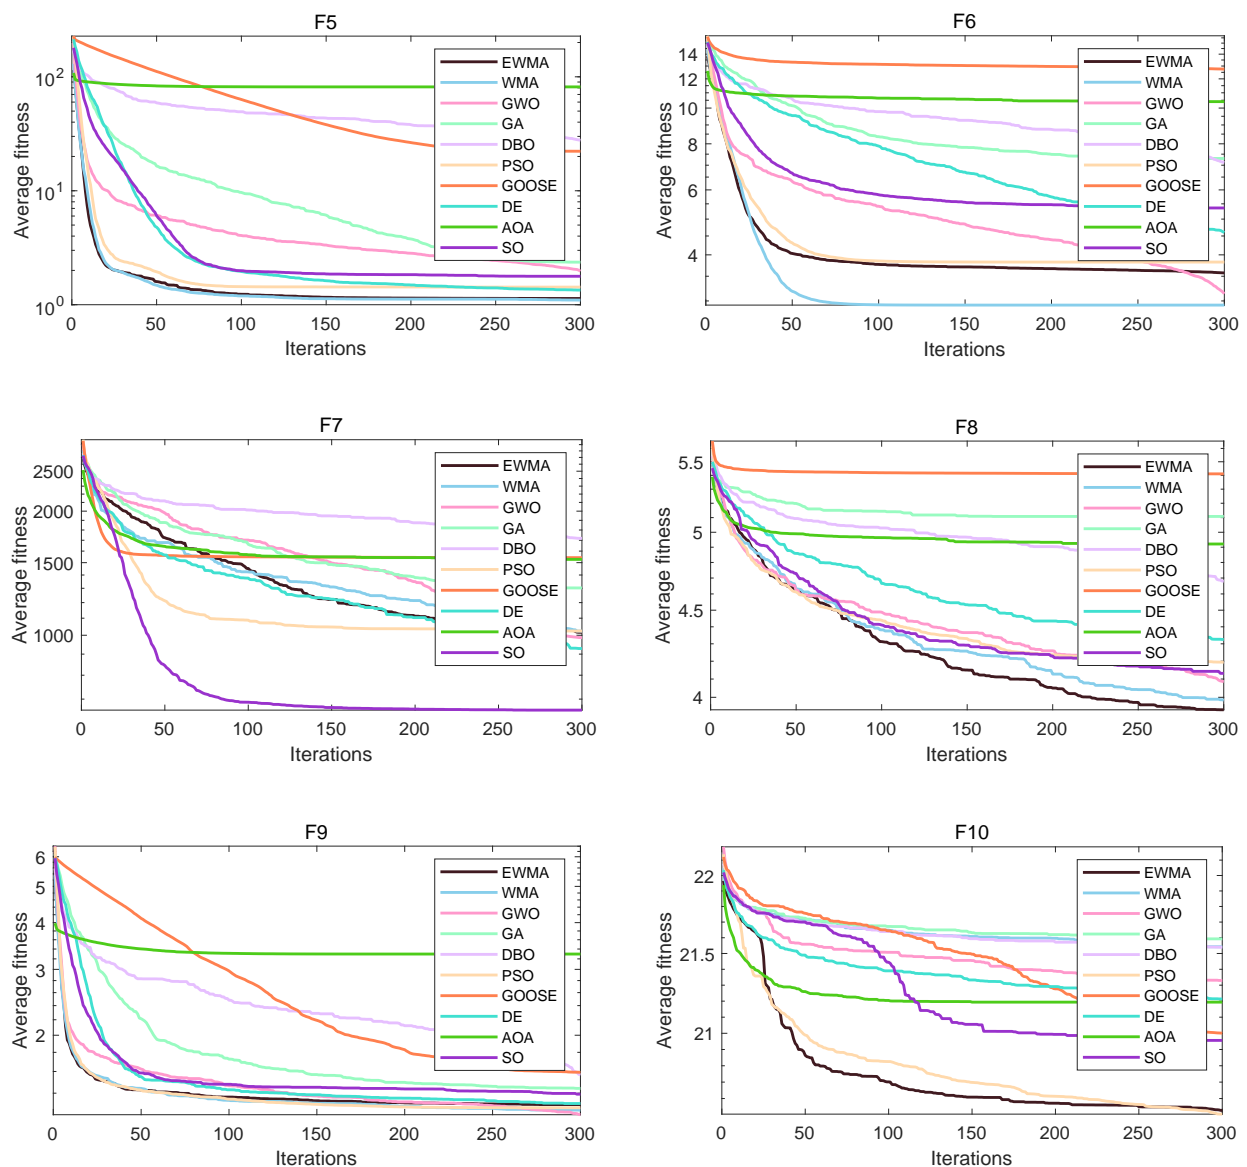 F5
Average fitness
10^2
10^1
10^0
0 50 100 150 200 250 300
Iterations
EWMA
WMA
GWO
GA
DBO
PSO
GOOSE
DE
AOA
SO
F6
Average fitness
14
12
10
8
6
4
0 50 100 150 200 250 300
Iterations
EWMA
WMA
GWO
GA
DBO
PSO
GOOSE
DE
AOA
SO
F7
Average fitness
2500
2000
1500
1000
0 50 100 150 200 250 300
Iterations
EWMA
WMA
GWO
GA
DBO
PSO
GOOSE
DE
AOA
SO
F8
Average fitness
5.5
5
4.5
4
0 50 100 150 200 250 300
Iterations
EWMA
WMA
GWO
GA
DBO
PSO
GOOSE
DE
AOA
SO
F9
Average fitness
6
5
4
3
2
0 50 100 150 200 250 300
Iterations
EWMA
WMA
GWO
GA
DBO
PSO
GOOSE
DE
AOA
SO
F10
Average fitness
22
21.5
21
0 50 100 150 200 250 300
Iterations
EWMA
WMA
GWO
GA
DBO
PSO
GOOSE
DE
AOA
SO